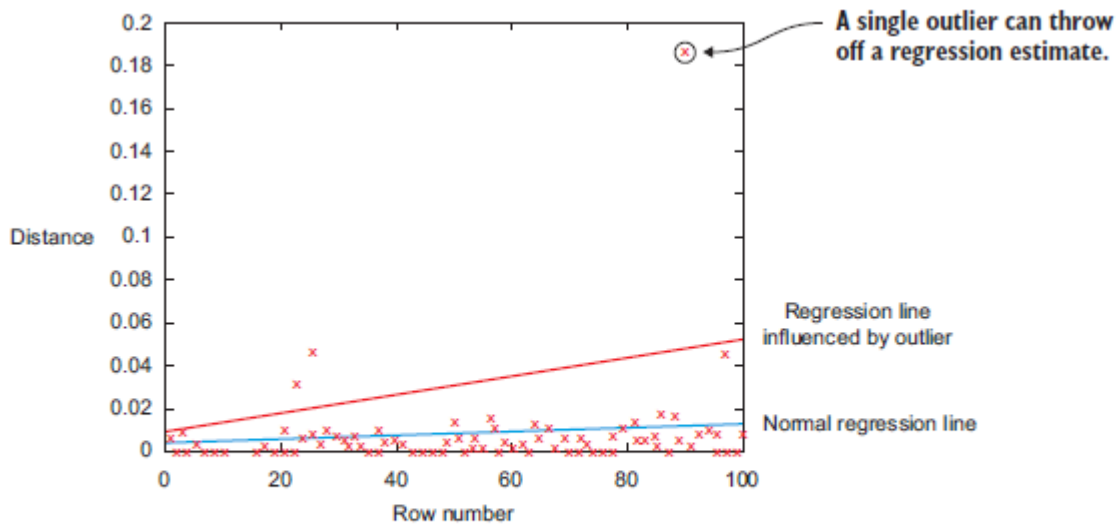 0.2
0.18
0.16
0.14
0.12
0.1
0.08
0.06
0.04
0.02
0
Distance
0 20 40 60 80 100
Row number
A single outlier can throw
off a regression estimate.
Regression line
influenced by outlier
Normal regression line